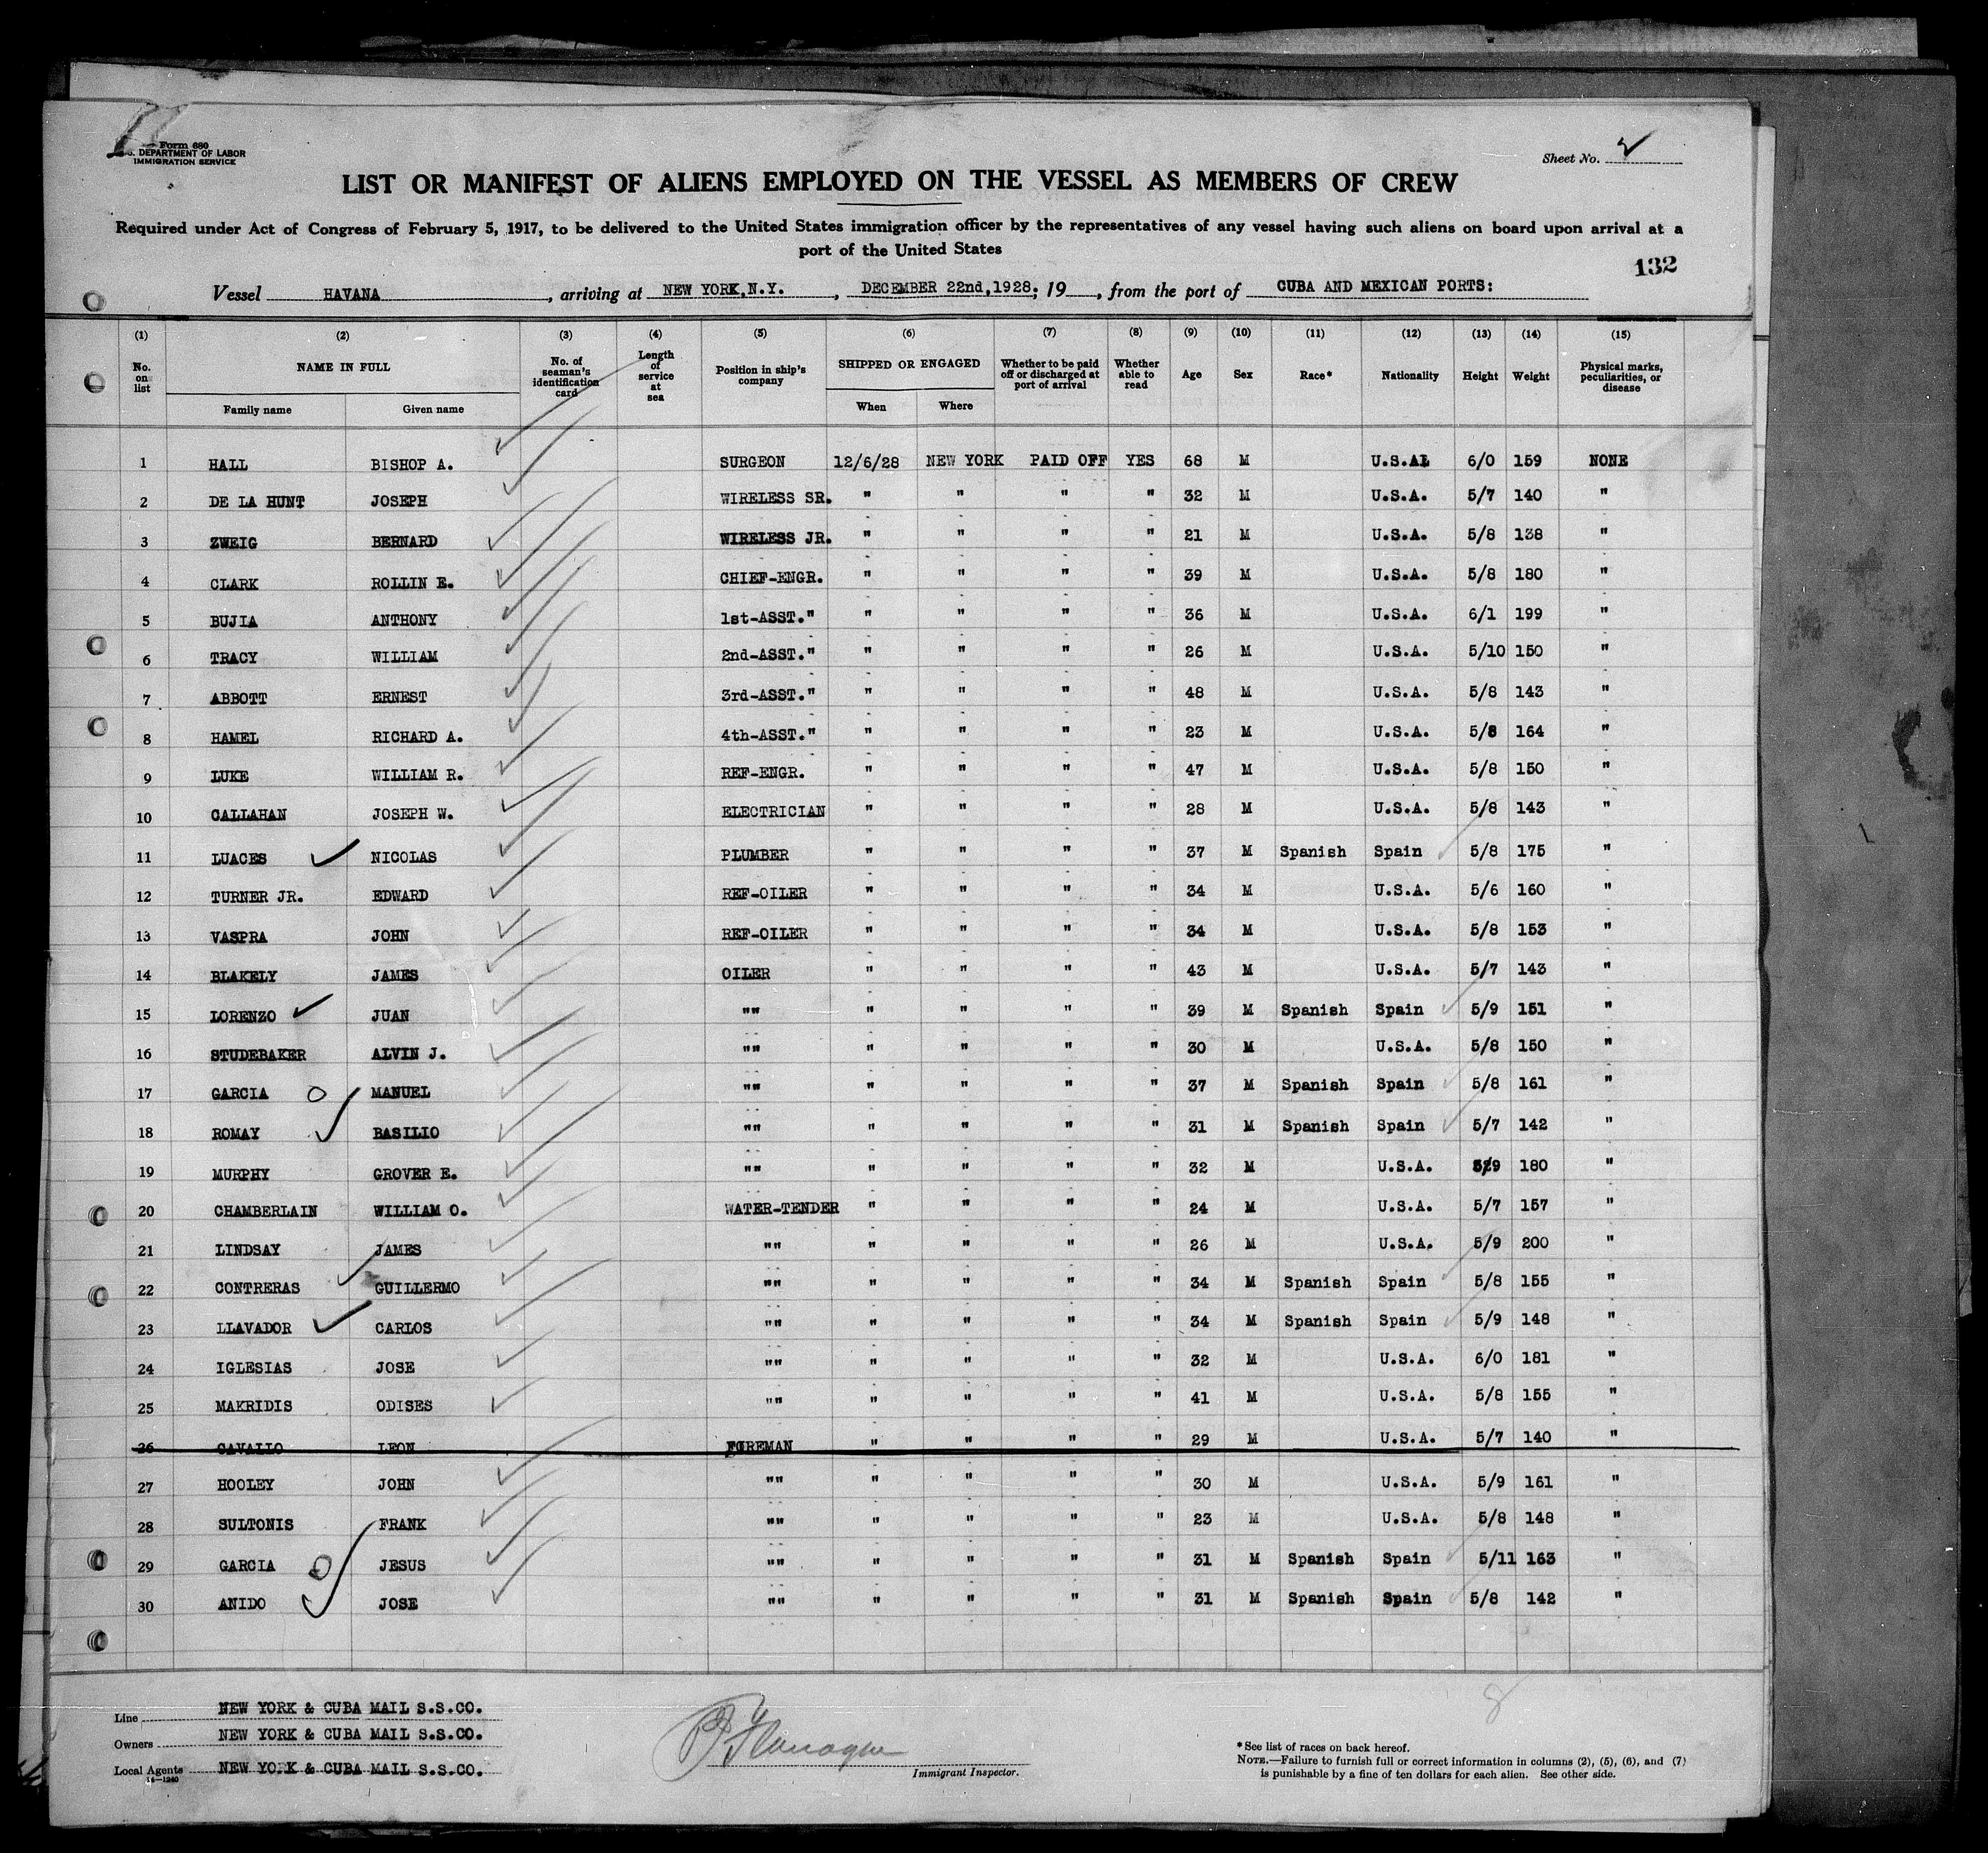 Form 680
U.S. DEPARTMENT OF LABOR
IMMIGRATION SERVICE
Sheet No. 2
LIST OR MANIFEST OF ALIENS EMPLOYED ON THE VESSEL AS MEMBERS OF CREW
Required under Act of Congress of February 5, 1917, to be delivered to the United States immigration officer by the representatives of any vessel having such aliens on board upon arrival at a
port of the United States
132
Vessel HAVANA, arriving at NEW YORK,N.Y., DECEMBER 22nd,1928; 19, from the port of CUBA AND MEXICAN PORTS:
(1) (2) (3) (4) (5) (6) (7) (8) (9) (10) (11) (12) (13) (14) (15)
No. on list NAME IN FULL No. of seaman's identification card Length of service at sea Position in ship's company SHIPPED OR ENGAGED Whether to be paid off or discharged at port of arrival Whether able to read Age Sex Race* Nationality Height Weight Physical marks, peculiarities, or disease
Family name Given name When Where
1 HALL BISHOP A. SURGEON 12/6/28 NEW YORK PAID OFF YES 68 M U.S.A. 6/0 159 NONE
2 DE LA HUNT JOSEPH WIRELESS SR. " " " " 32 M U.S.A. 5/7 140 "
3 ZWEIG BERNARD WIRELESS JR. " " " " 21 M U.S.A. 5/8 138 "
4 CLARK ROLLIN E. CHIEF-ENGR. " " " " 39 M U.S.A. 5/8 180 "
5 BUJIA ANTHONY 1st-ASST." " " " " 36 M U.S.A. 6/1 199 "
6 TRACY WILLIAM 2nd-ASST." " " " " 26 M U.S.A. 5/10 150 "
7 ABBOTT ERNEST 3rd-ASST." " " " " 48 M U.S.A. 5/8 143 "
8 HAMEL RICHARD A. 4th-ASST." " " " " 23 M U.S.A. 5/8 164 "
9 LUKE WILLIAM R. REF-ENGR. " " " " 47 M U.S.A. 5/8 150 "
10 CALLAHAN JOSEPH W. ELECTRICIAN " " " " 28 M U.S.A. 5/8 143 "
11 LUACES NICOLAS PLUMBER " " " " 37 M Spanish Spain 5/8 175 "
12 TURNER JR. EDWARD REF-OILER " " " " 34 M U.S.A. 5/6 160 "
13 VASPRA JOHN REF-OILER " " " " 34 M U.S.A. 5/8 153 "
14 BLAKELY JAMES OILER " " " " 43 M U.S.A. 5/7 143 "
15 LORENZO JUAN "" " " " " 39 M Spanish Spain 5/9 151 "
16 STUDEBAKER ALVIN J. "" " " " " 30 M U.S.A. 5/8 150 "
17 GARCIA MANUEL "" " " " " 37 M Spanish Spain 5/8 161 "
18 ROMAY BASILIO "" " " " " 31 M Spanish Spain 5/7 142 "
19 MURPHY GROVER E. "" " " " " 32 M U.S.A. 5/9 180 "
20 CHAMBERLAIN WILLIAM O. WATER-TENDER " " " " 24 M U.S.A. 5/7 157 "
21 LINDSAY JAMES "" " " " " 26 M U.S.A. 5/9 200 "
22 CONTRERAS GUILLERMO "" " " " " 34 M Spanish Spain 5/8 155 "
23 LLAVADOR CARLOS "" " " " " 34 M Spanish Spain 5/9 148 "
24 IGLESIAS JOSE "" " " " " 32 M U.S.A. 6/0 181 "
25 MAKRIDIS ODISES "" " " " " 41 M U.S.A. 5/8 155 "
26 CAVALLO LEON FOREMAN " " " " 29 M U.S.A. 5/7 140 "
27 HOOLEY JOHN "" " " " " 30 M U.S.A. 5/9 161 "
28 SULTONIS FRANK "" " " " " 23 M U.S.A. 5/8 148 "
29 GARCIA JESUS "" " " " " 31 M Spanish Spain 5/11 163 "
30 ANIDO JOSE "" " " " " 31 M Spanish Spain 5/8 142 "
8
Line NEW YORK & CUBA MAIL S.S.CO.
Owners NEW YORK & CUBA MAIL S.S.CO.
Local Agents NEW YORK & CUBA MAIL S.S.CO.
14—1240
Immigrant Inspector.
*See list of races on back hereof.
NOTE.—Failure to furnish full or correct information in columns (2), (5), (6), and (7)
is punishable by a fine of ten dollars for each alien. See other side.